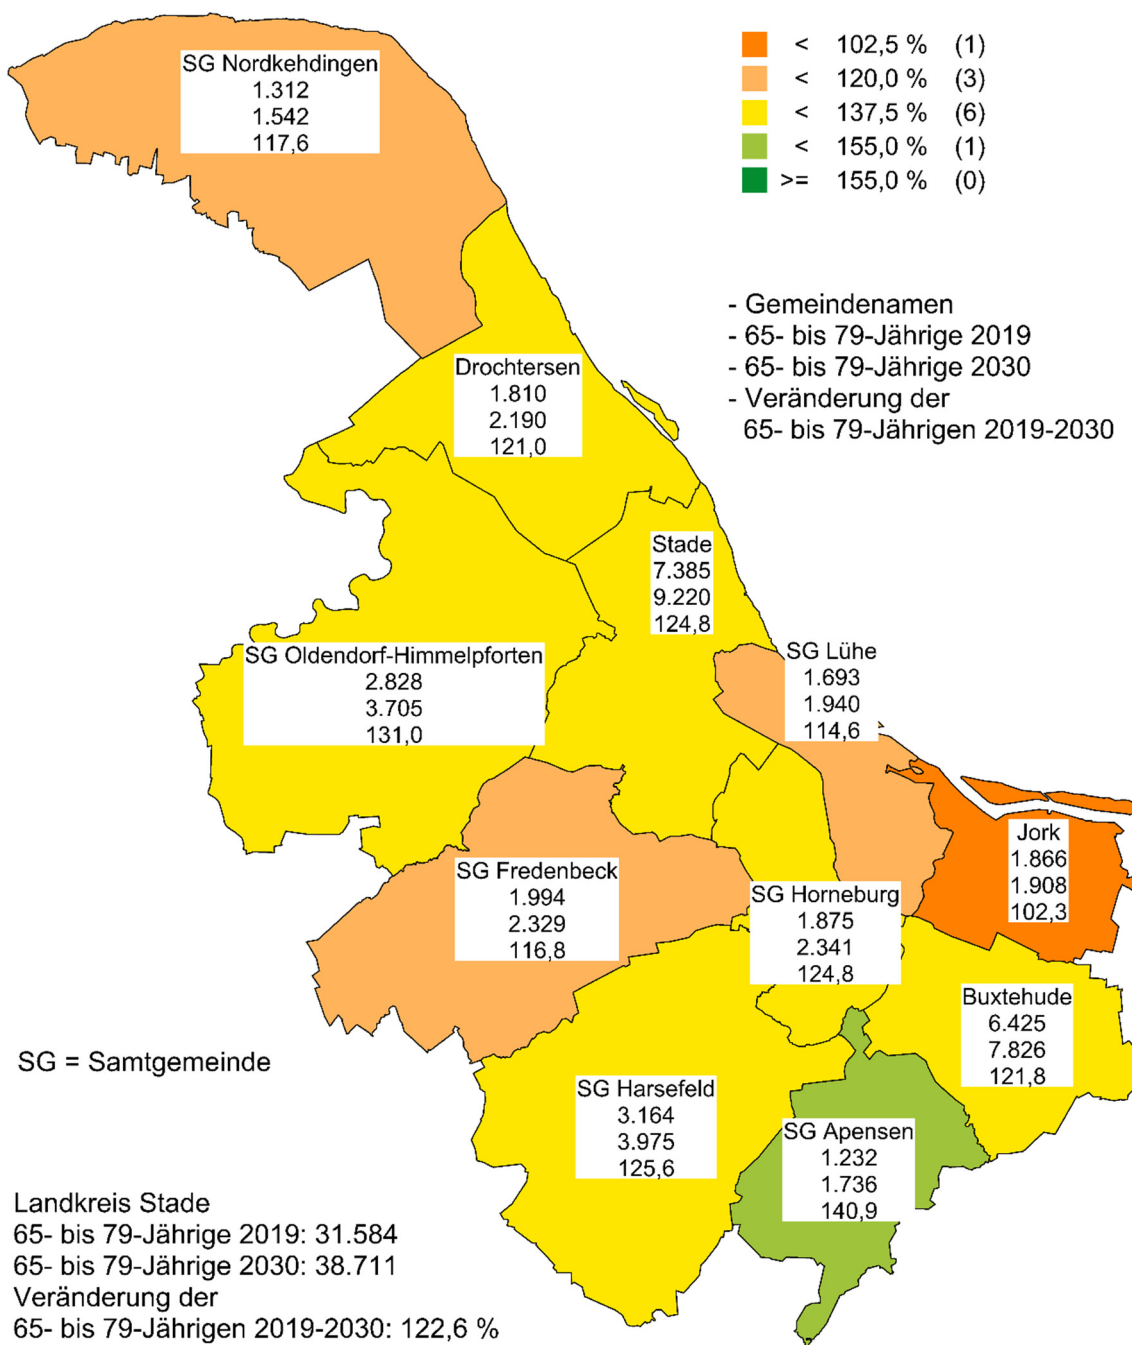 SG Nordkehdingen
1.312
1.542
117,6
< 102,5 % (1)
< 120,0 % (3)
< 137,5 % (6)
< 155,0 % (1)
>= 155,0 % (0)
- Gemeindenamen
- 65- bis 79-Jährige 2019
- 65- bis 79-Jährige 2030
- Veränderung der
65- bis 79-Jährigen 2019-2030
Drochtersen
1.810
2.190
121,0
Stade
7.385
9.220
124,8
SG Oldendorf-Himmelpforten
2.828
3.705
131,0
SG Lühe
1.693
1.940
114,6
Jork
1.866
1.908
102,3
SG Fredenbeck
1.994
2.329
116,8
SG Horneburg
1.875
2.341
124,8
Buxtehude
6.425
7.826
121,8
SG = Samtgemeinde
SG Harsefeld
3.164
3.975
125,6
SG Apensen
1.232
1.736
140,9
Landkreis Stade
65- bis 79-Jährige 2019: 31.584
65- bis 79-Jährige 2030: 38.711
Veränderung der
65- bis 79-Jährigen 2019-2030: 122,6 %